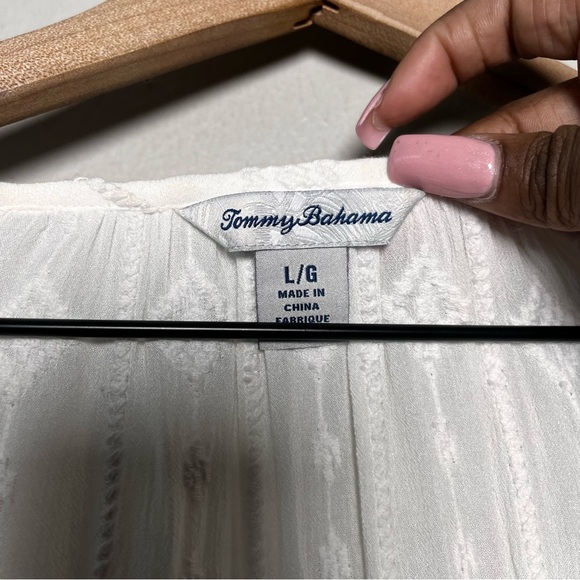 Tommy Bahama
L/G
MADE IN
CHINA
FABRIQUE